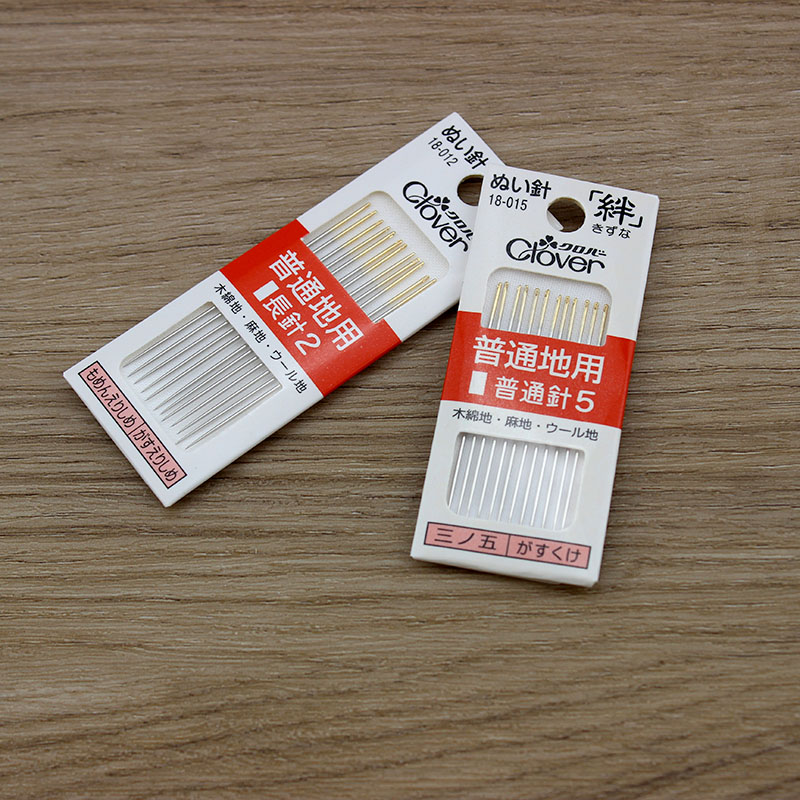 ぬい針
18-012
クロバー
Clover
普通地用
長針2
木綿地・麻地・ウール地
もめんえりしめ がすえりしめ
ぬい針
18-015
「絆」
きずな
クロバー
Clover
普通地用
普通針5
木綿地・麻地・ウール地
三ノ五 がすくけ